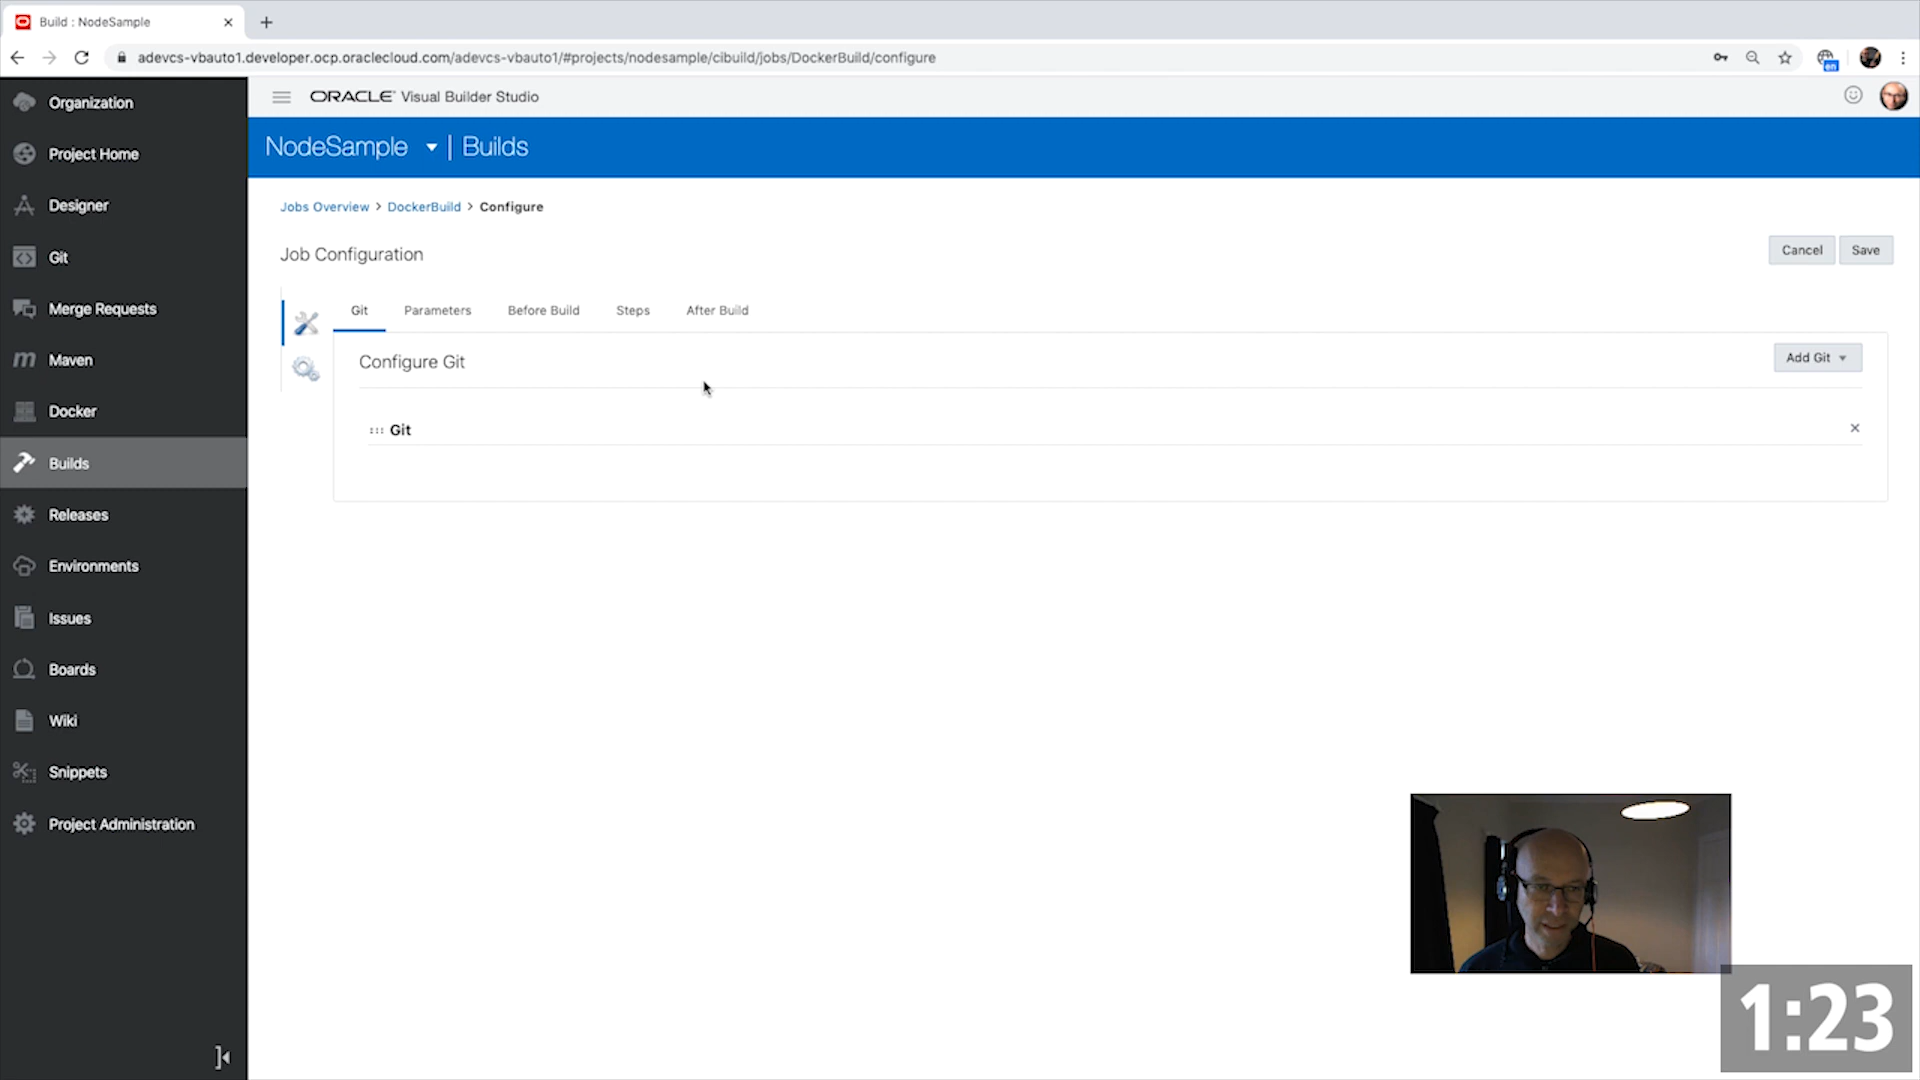 Build : NodeSample
adevcs-vbauto1.developer.ocp.oraclecloud.com/adevcs-vbauto1/#projects/nodesample/cibuild/jobs/DockerBuild/configure
en
Organization
Project Home
Designer
Git
Merge Requests
Maven
Docker
Builds
Releases
Environments
Issues
Boards
Wiki
Snippets
Project Administration
ORACLE Visual Builder Studio
NodeSample | Builds
Jobs Overview > DockerBuild > Configure
Job Configuration
Cancel
Save
Git
Parameters
Before Build
Steps
After Build
Configure Git
Add Git
Git
1:23